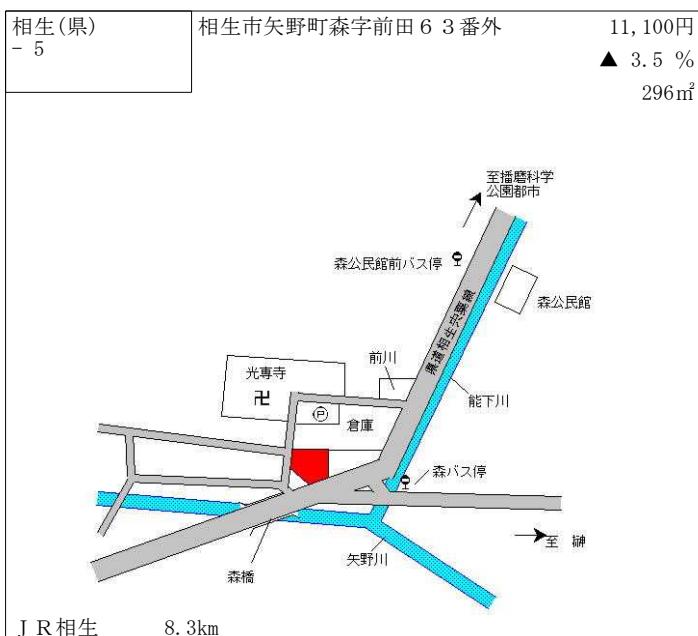 相生(県)
- 5
相生市矢野町森字前田６３番外
11,100円
▲ 3.5 %
296㎡
至播磨科学
公園都市
森公民館前バス停
県道相生宍粟線
森公民館
前川
光専寺
卍
P
倉庫
能下川
森バス停
至 榊
矢野川
森橋
ＪＲ相生 8.3km